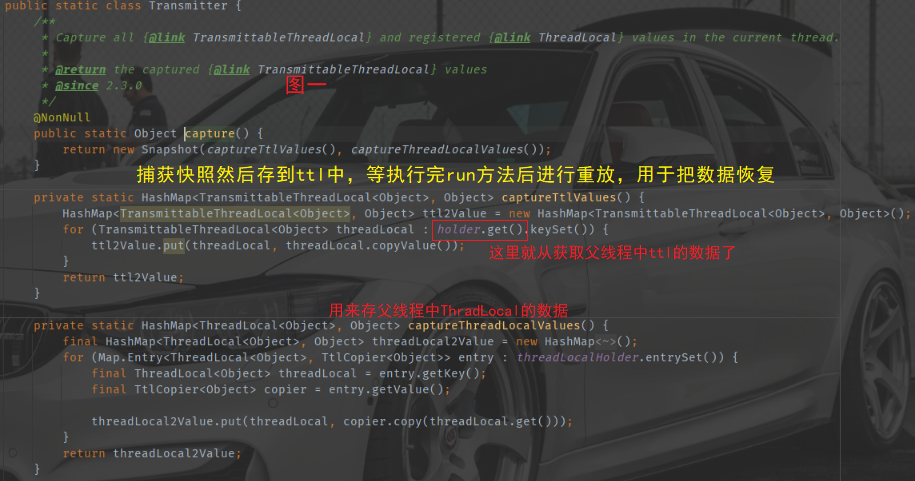 public static class Transmitter {
/**
* Capture all {@link TransmittableThreadLocal} and registered {@link ThreadLocal} values in the current thread.
*
* @return the captured {@link TransmittableThreadLocal} values
* @since 2.3.0
图一
*/
@NonNull
public static Object capture() {
return new Snapshot(captureTtlValues(), captureThreadLocalValues());
}
捕获快照然后存到ttl中，等执行完run方法后进行重放，用于把数据恢复
private static HashMap<TransmittableThreadLocal<Object>, Object> captureTtlValues() {
HashMap<TransmittableThreadLocal<Object>, Object> ttl2Value = new HashMap<TransmittableThreadLocal<Object>, Object>();
for (TransmittableThreadLocal<Object> threadLocal : holder.get().keySet()) {
ttl2Value.put(threadLocal, threadLocal.copyValue());
这里就从获取父线程中ttl的数据了
}
return ttl2Value;
}
用来存父线程中ThradLocal的数据
private static HashMap<ThreadLocal<Object>, Object> captureThreadLocalValues() {
final HashMap<ThreadLocal<Object>, Object> threadLocal2Value = new HashMap<~>();
for (Map.Entry<ThreadLocal<Object>, TtlCopier<Object>> entry : threadLocalHolder.entrySet()) {
final ThreadLocal<Object> threadLocal = entry.getKey();
final TtlCopier<Object> copier = entry.getValue();
threadLocal2Value.put(threadLocal, copier.copy(threadLocal.get()));
}
return threadLocal2Value;
}